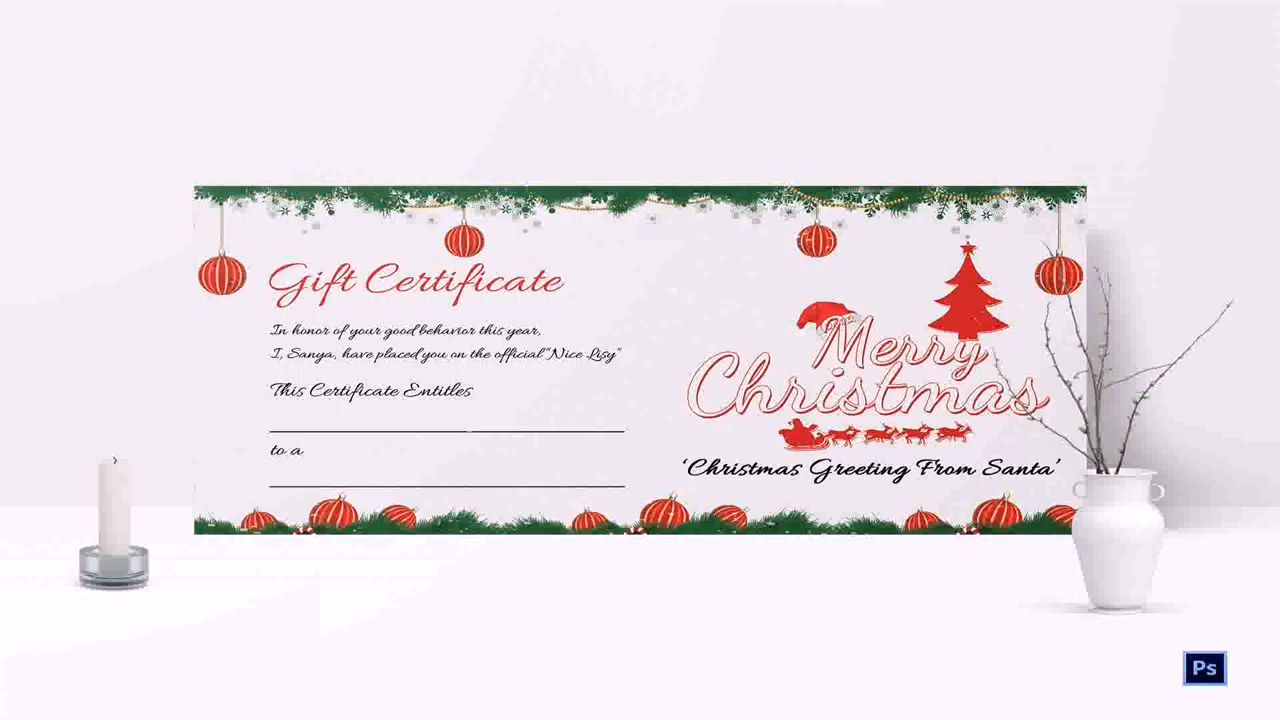 Gift Certificate
In honor of your good behavior this year,
I, Sanya, have placed you on the official "Nice Lisy"
This Certificate Entitles
to a
Merry
Christmas
‘Christmas Greeting From Santa’
Ps